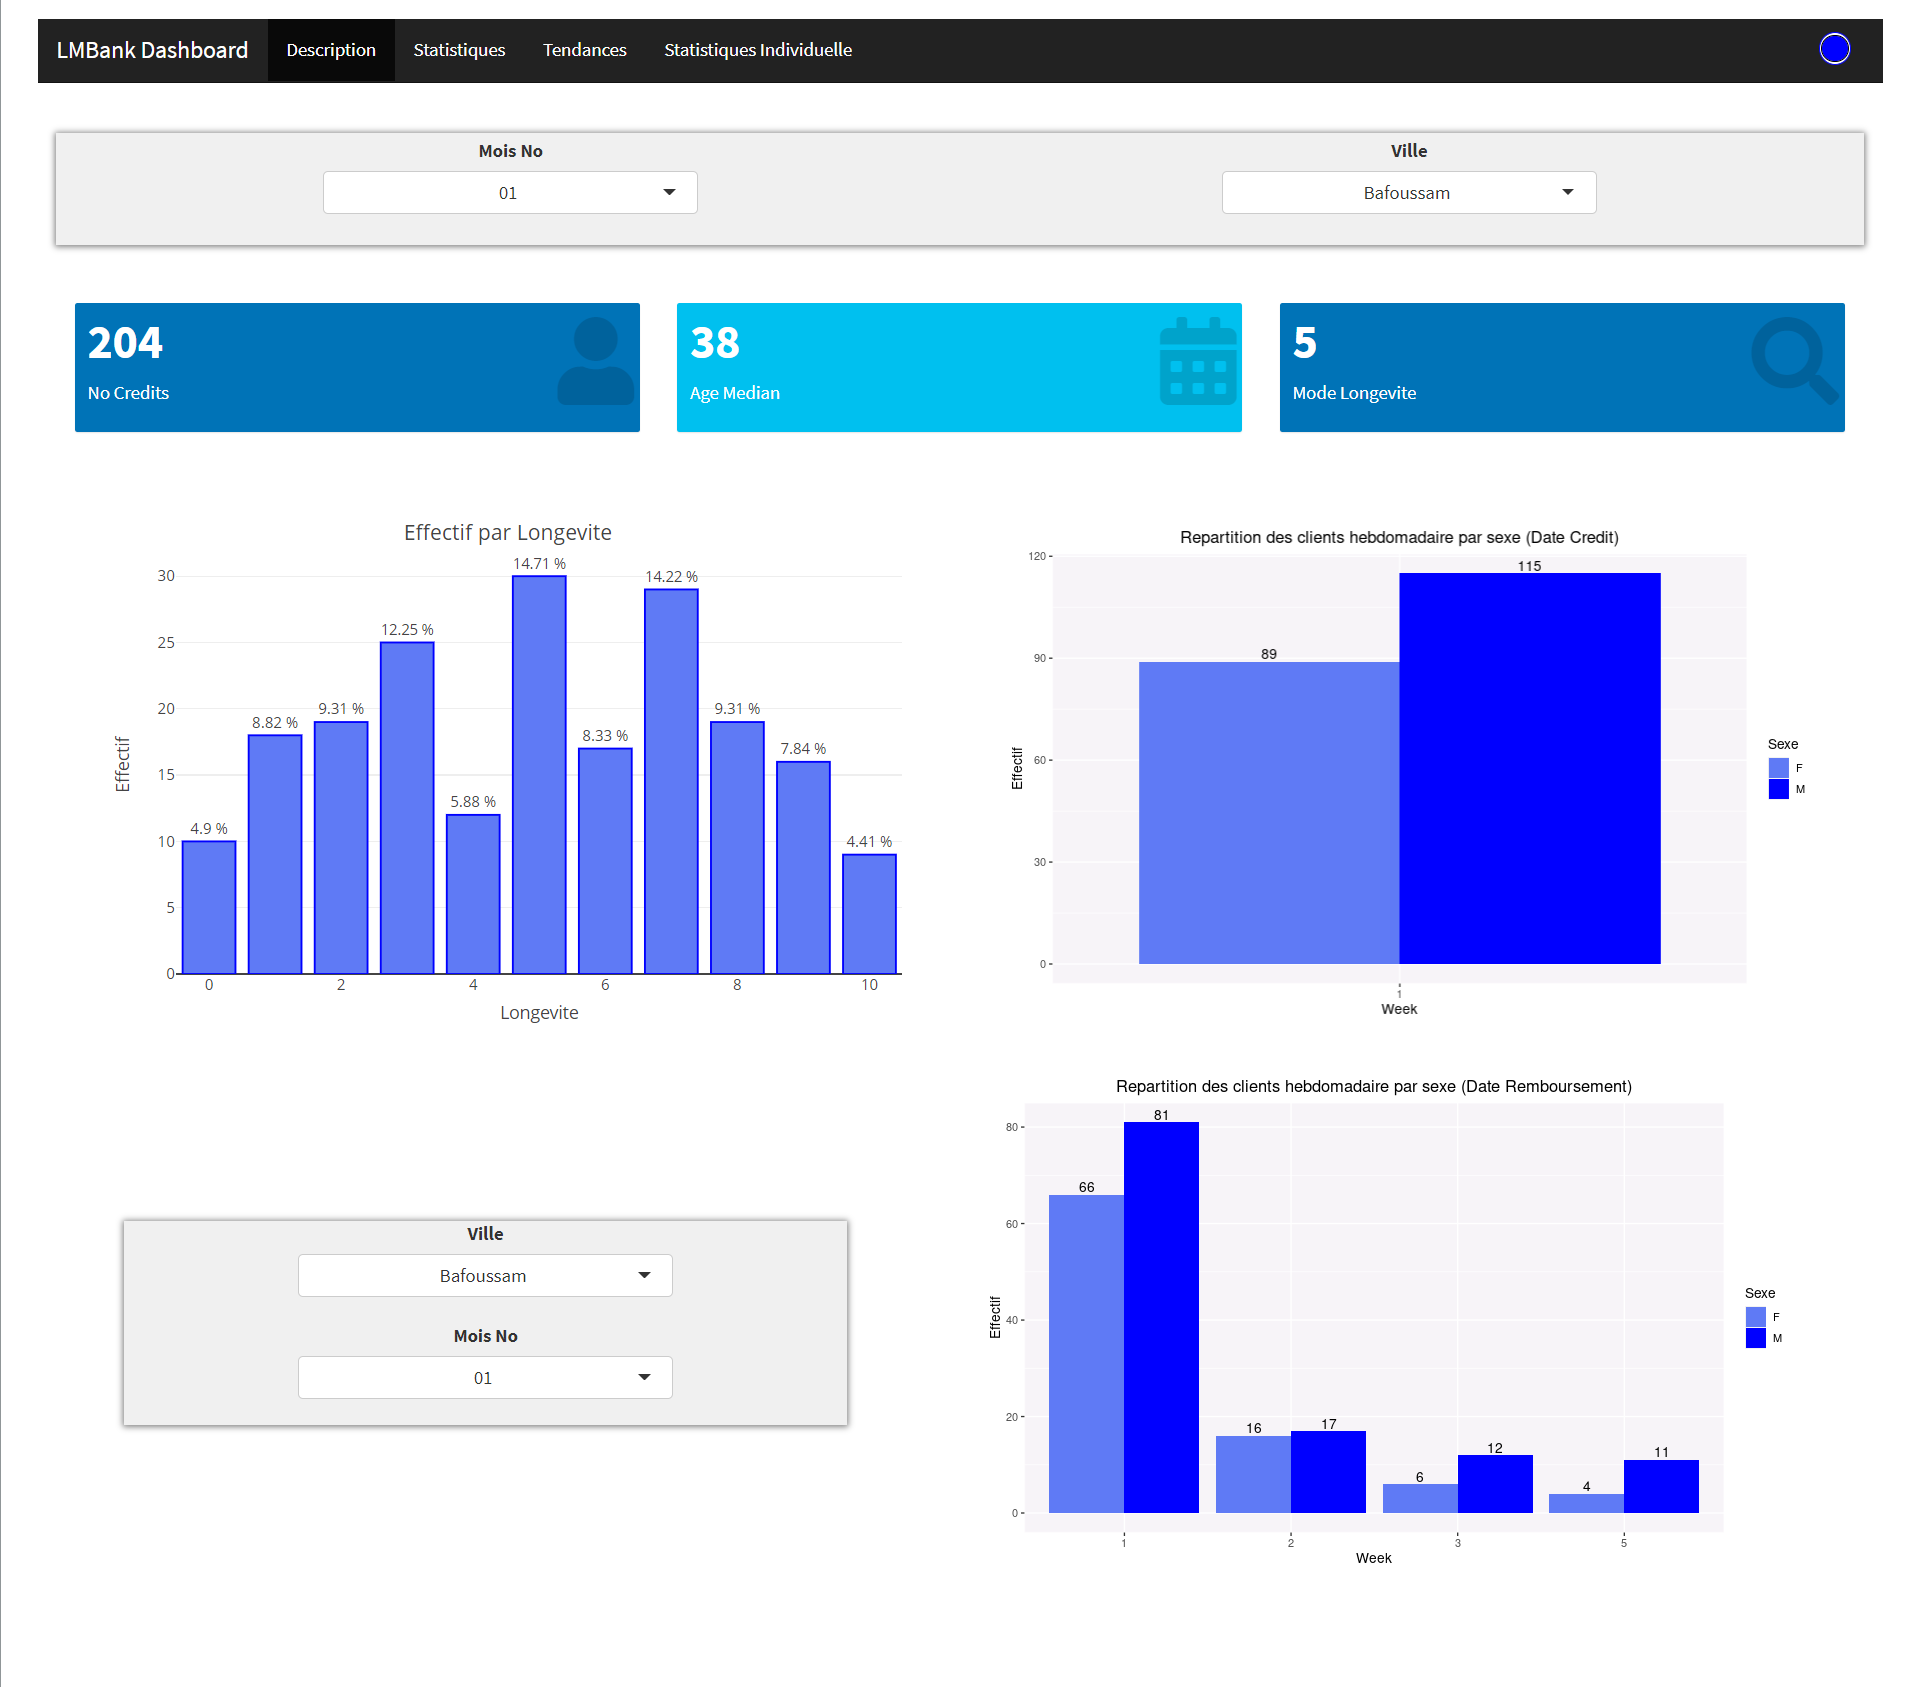 LMBank Dashboard Description Statistiques Tendances Statistiques Individuelle
Mois No
01
Ville
Bafoussam
204
No Credits
38
Age Median
5
Mode Longevite
Effectif par Longevite
14.71 %
14.22 %
12.25 %
9.31 %
9.31 %
8.82 %
8.33 %
7.84 %
5.88 %
4.9 %
4.41 %
30
25
20
15
10
5
0
Effectif
0 2 4 6 8 10
Longevite
Repartition des clients hebdomadaire par sexe (Date Credit)
120
90
60
30
0
Effectif
89
115
1
Week
Sexe
F
M
Ville
Bafoussam
Mois No
01
Repartition des clients hebdomadaire par sexe (Date Remboursement)
80
60
40
20
0
Effectif
66
81
16
17
6
12
4
11
1 2 3 5
Week
Sexe
F
M